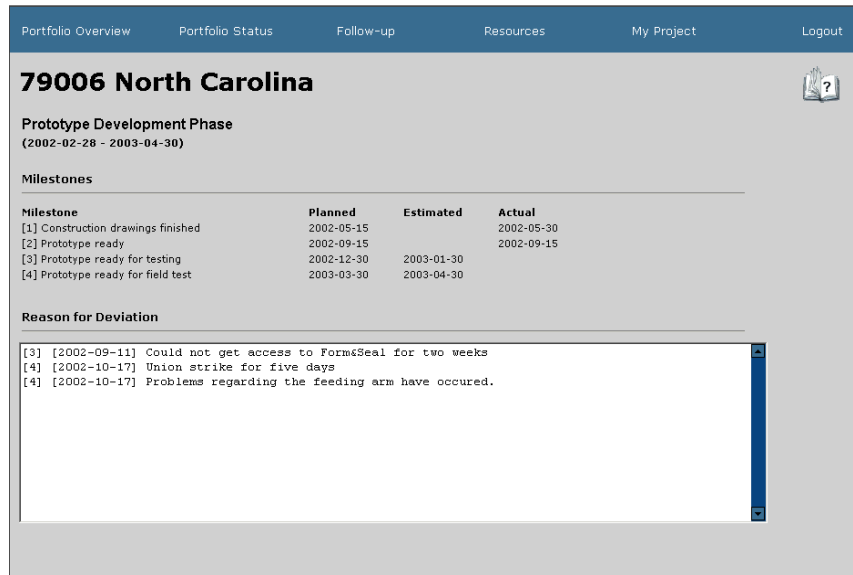 Portfolio Overview Portfolio Status Follow-up Resources My Project Logout
79006 North Carolina
?
Prototype Development Phase
(2002-02-28 - 2003-04-30)
Milestones
Milestone Planned Estimated Actual
[1] Construction drawings finished 2002-05-15 2002-05-30
[2] Prototype ready 2002-09-15 2002-09-15
[3] Prototype ready for testing 2002-12-30 2003-01-30
[4] Prototype ready for field test 2003-03-30 2003-04-30
Reason for Deviation
[3] [2002-09-11] Could not get access to Form&Seal for two weeks
[4] [2002-10-17] Union strike for five days
[4] [2002-10-17] Problems regarding the feeding arm have occured.